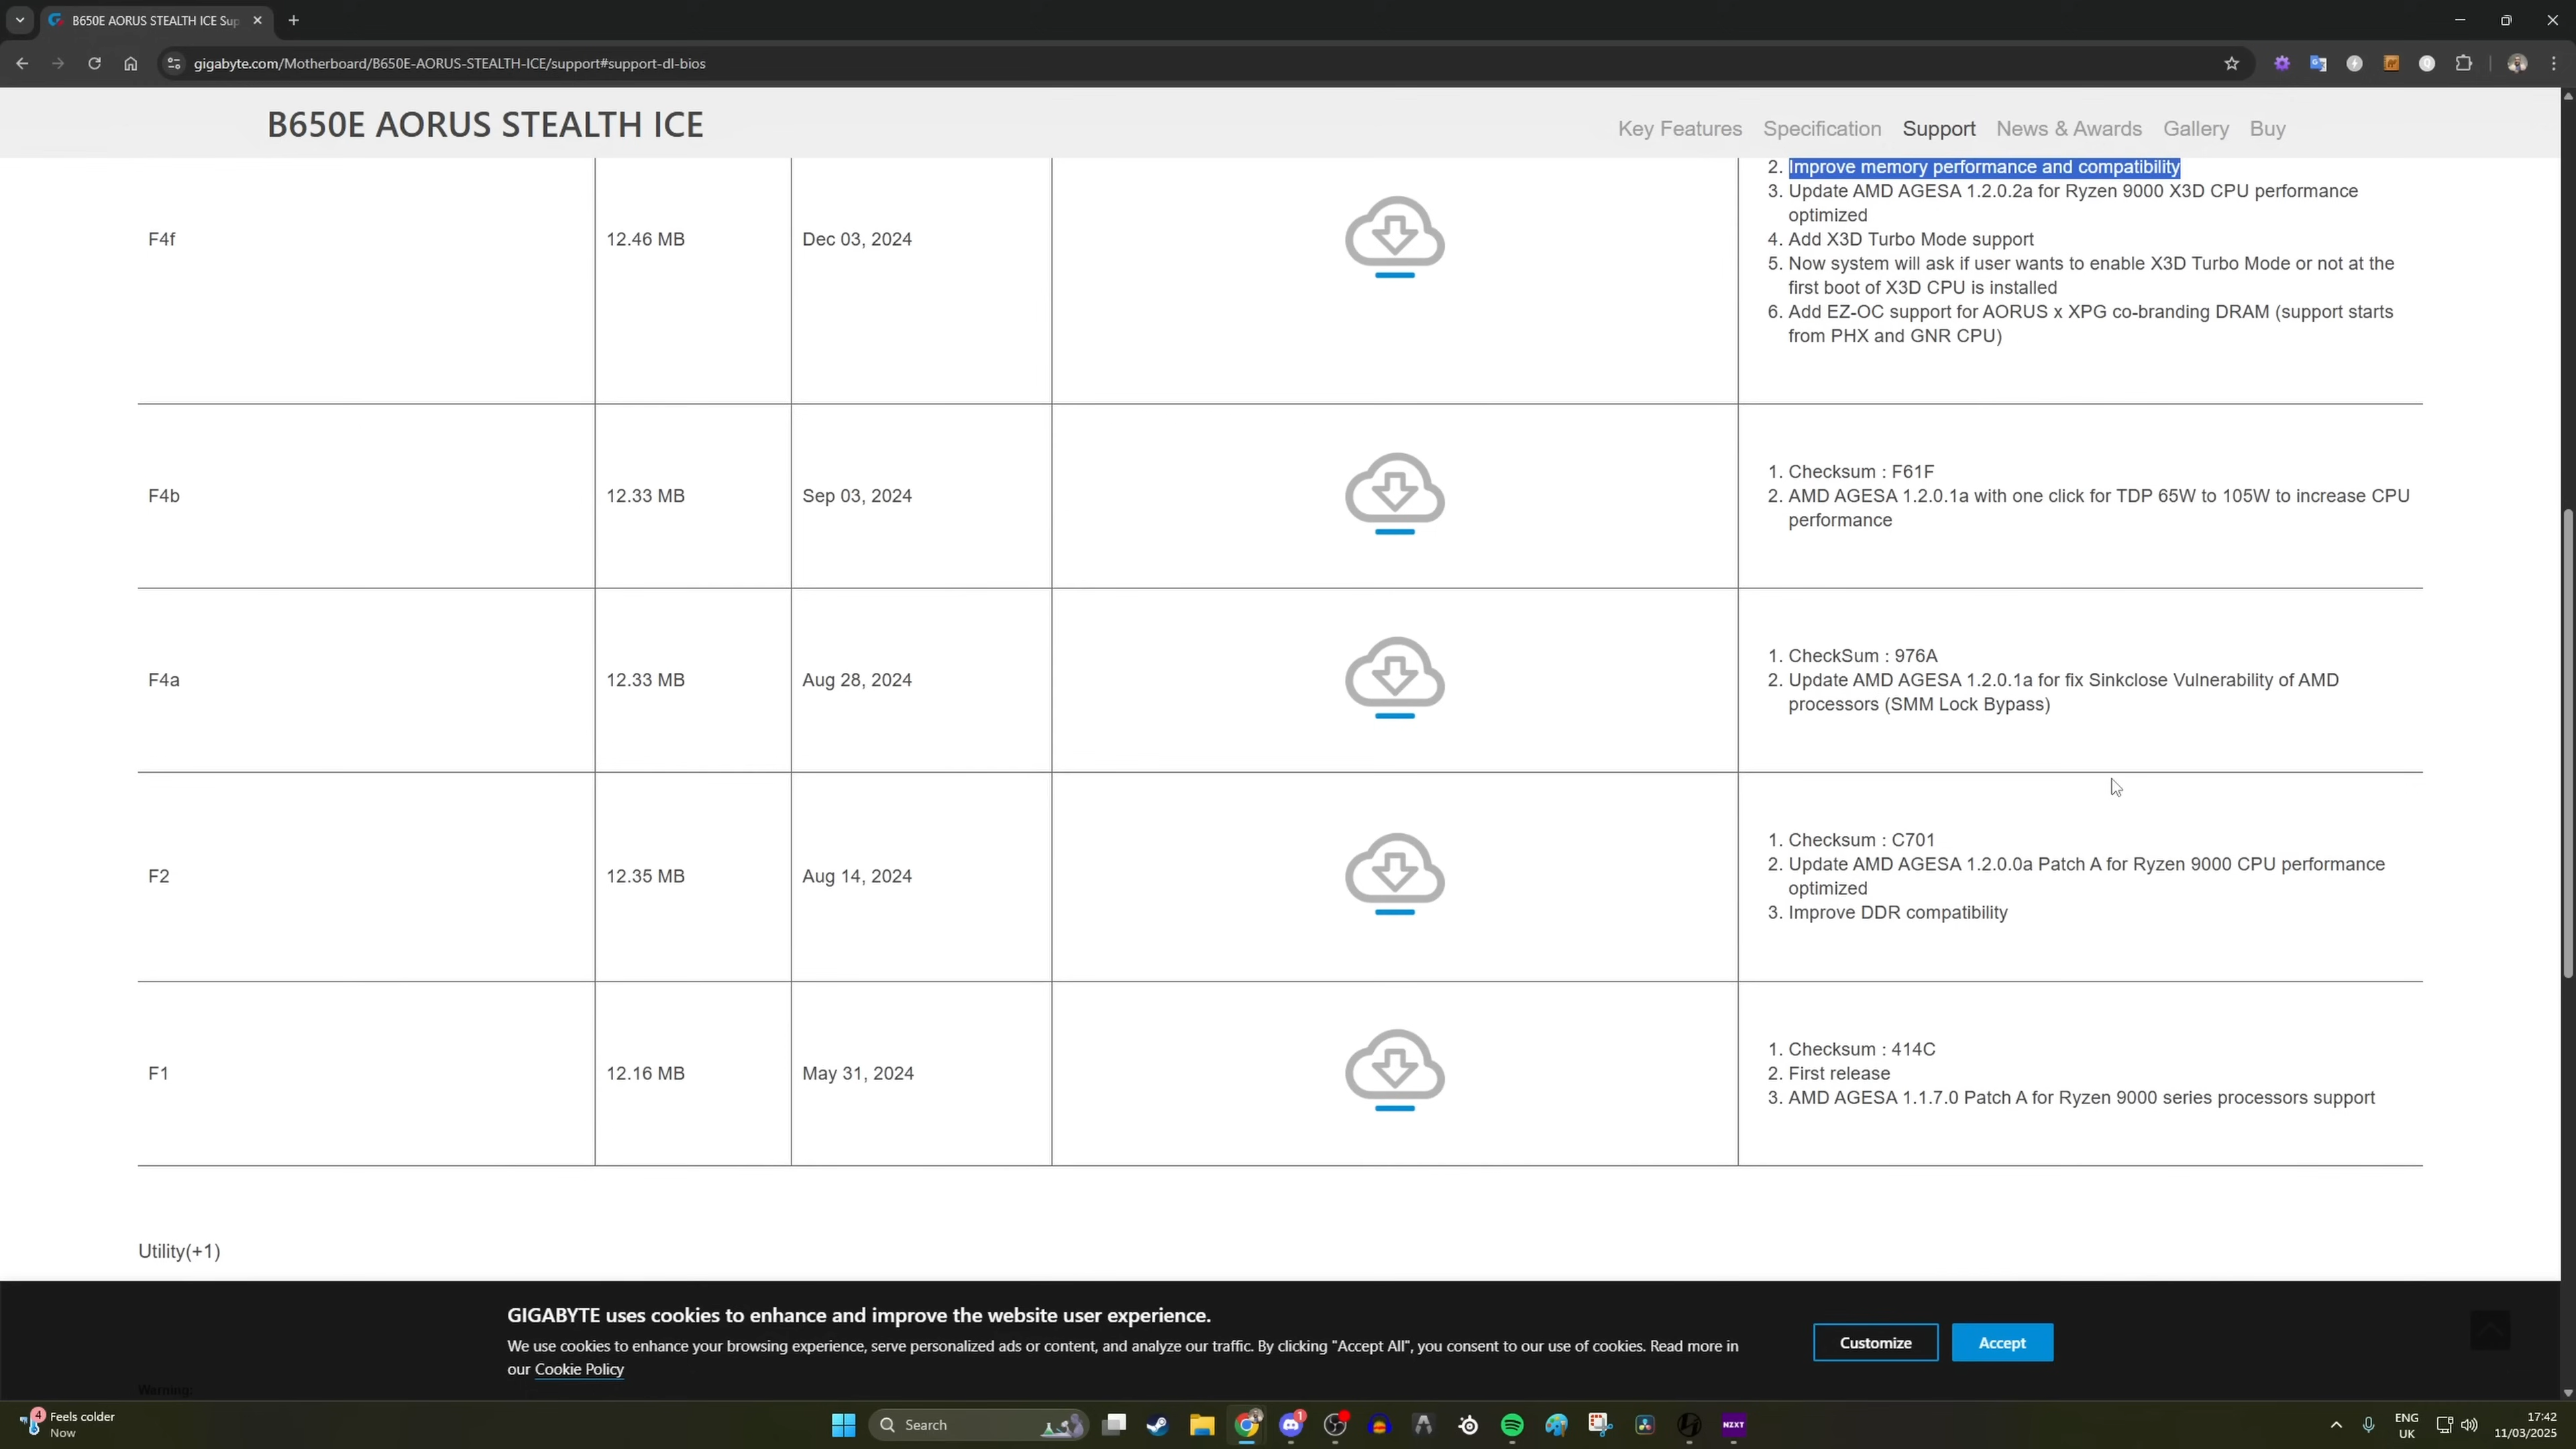 B650E AORUS STEALTH ICE Sup
gigabyte.com/Motherboard/B650E-AORUS-STEALTH-ICE/support#support-dl-bios
B650E AORUS STEALTH ICE
Key Features Specification Support News & Awards Gallery Buy
F4f 12.46 MB Dec 03, 2024
2. Improve memory performance and compatibility
3. Update AMD AGESA 1.2.0.2a for Ryzen 9000 X3D CPU performance
optimized
4. Add X3D Turbo Mode support
5. Now system will ask if user wants to enable X3D Turbo Mode or not at the
first boot of X3D CPU is installed
6. Add EZ-OC support for AORUS x XPG co-branding DRAM (support starts
from PHX and GNR CPU)
F4b 12.33 MB Sep 03, 2024
1. Checksum : F61F
2. AMD AGESA 1.2.0.1a with one click for TDP 65W to 105W to increase CPU
performance
F4a 12.33 MB Aug 28, 2024
1. CheckSum : 976A
2. Update AMD AGESA 1.2.0.1a for fix Sinkclose Vulnerability of AMD
processors (SMM Lock Bypass)
F2 12.35 MB Aug 14, 2024
1. Checksum : C701
2. Update AMD AGESA 1.2.0.0a Patch A for Ryzen 9000 CPU performance
optimized
3. Improve DDR compatibility
F1 12.16 MB May 31, 2024
1. Checksum : 414C
2. First release
3. AMD AGESA 1.1.7.0 Patch A for Ryzen 9000 series processors support
Utility(+1)
GIGABYTE uses cookies to enhance and improve the website user experience.
We use cookies to enhance your browsing experience, serve personalized ads or content, and analyze our traffic. By clicking "Accept All", you consent to our use of cookies. Read more in
our Cookie Policy
Customize Accept
Warning:
4
Feels colder
Now
Search
1
NZXT
ENG
UK
17:42
11/03/2025